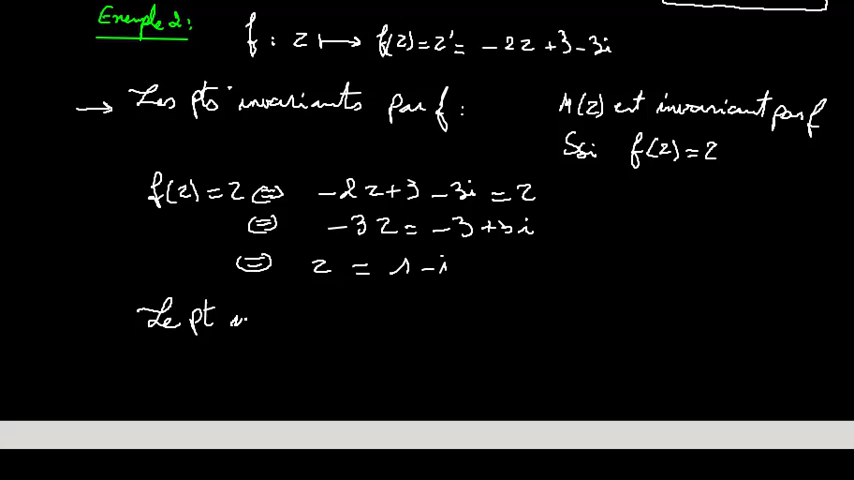 Exemple 2:
f : z ⟼ f(z) = z' = -2z + 3 - 3i
→ Les pts invariants par f :
M(z) est invariant par f
Ssi f(z) = z
f(z) = z ⇔ -2z + 3 - 3i = z
⇔ -3z = -3 + 3i
⇔ z = 1 - i
Le pt